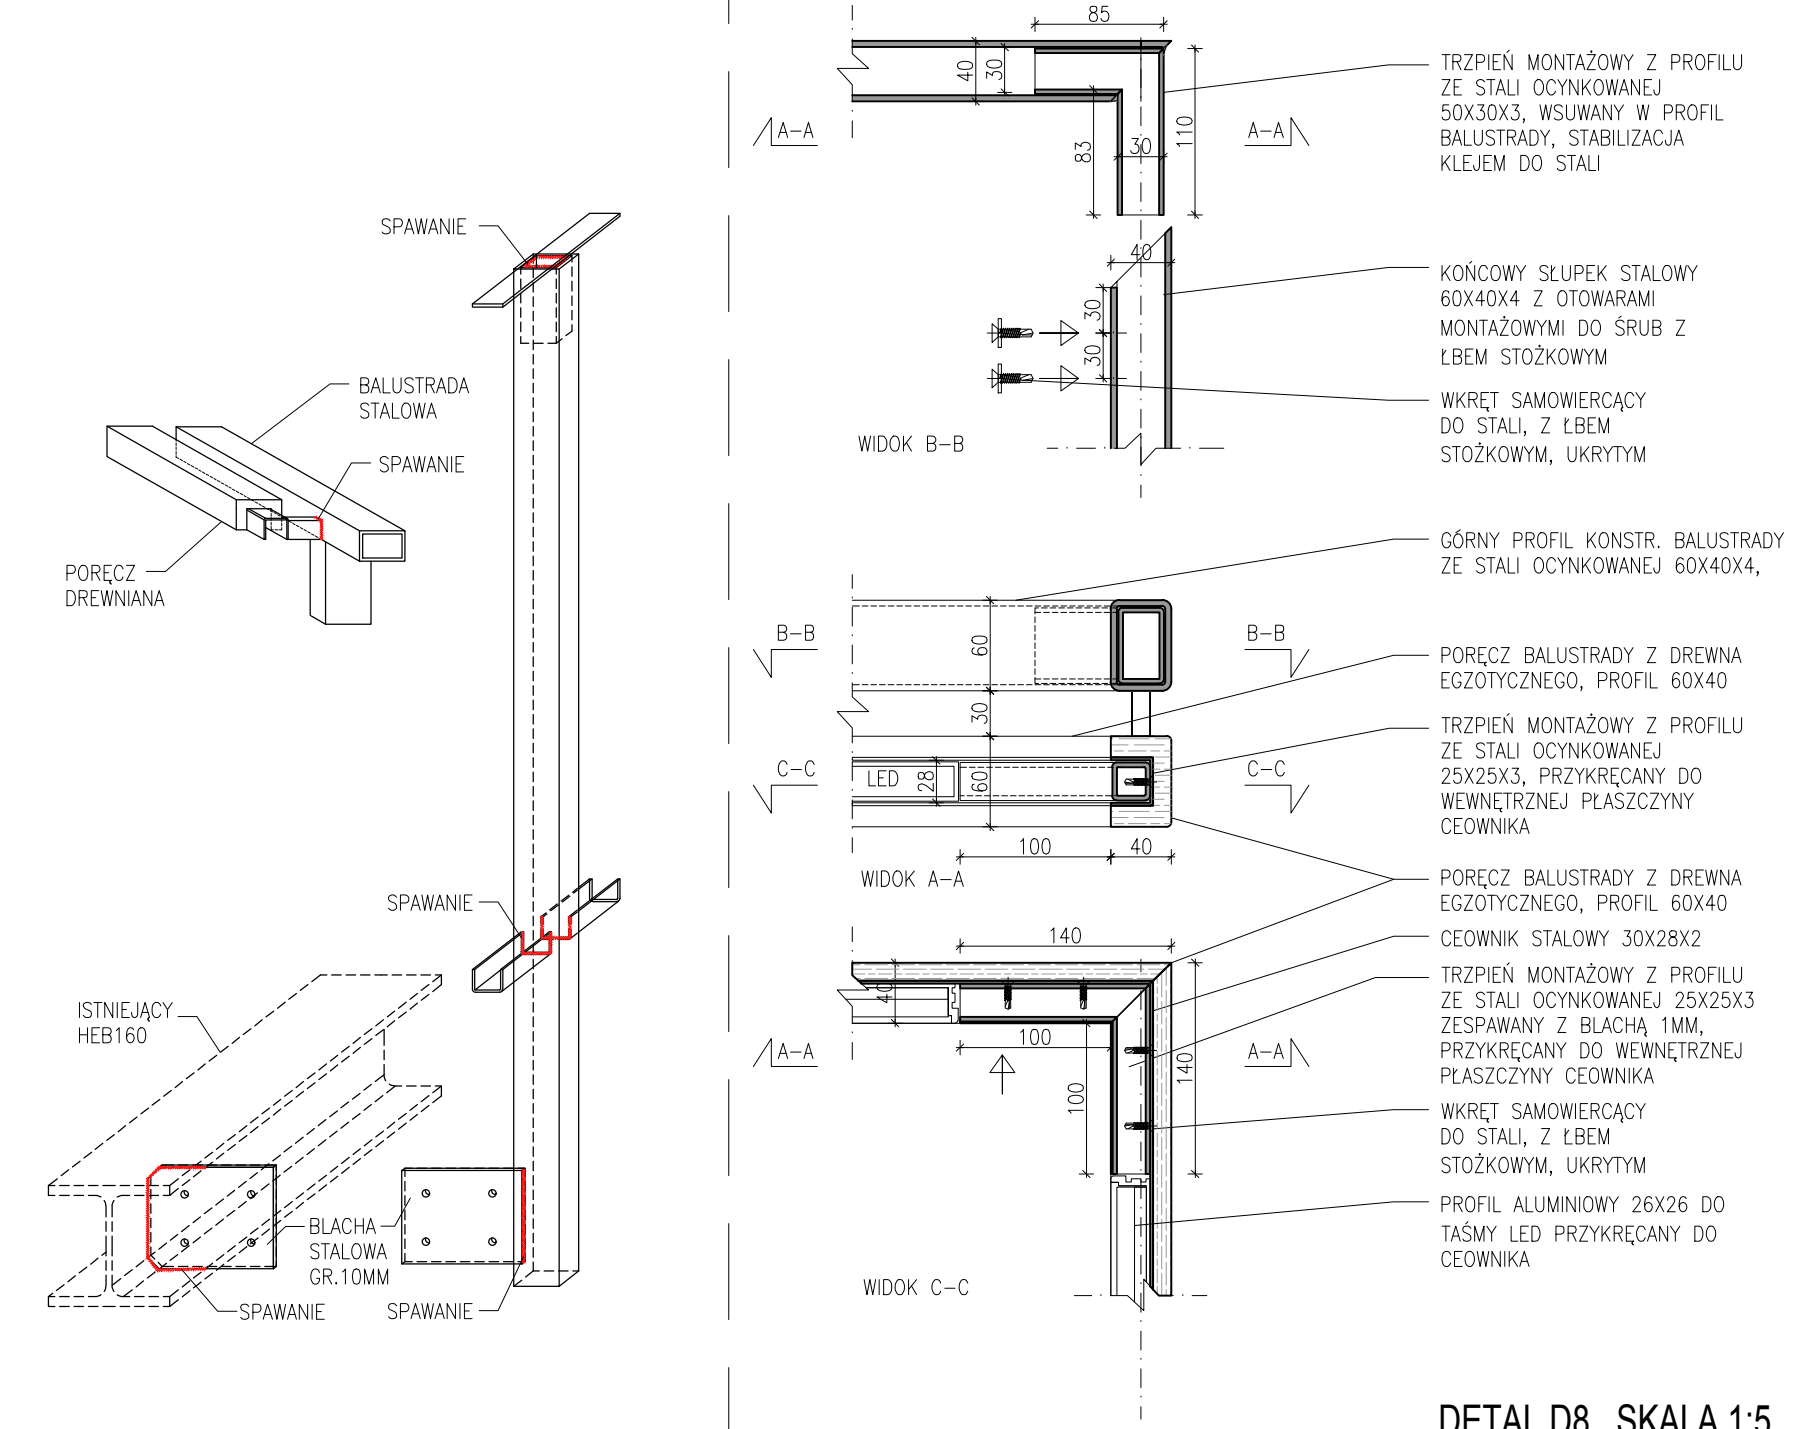 SPAWANIE
BALUSTRADA
STALOWA
SPAWANIE
PORĘCZ
DREWNIANA
SPAWANIE
ISTNIEJĄCY
HEB160
BLACHA
STALOWA
GR.10MM
SPAWANIE
SPAWANIE
85
40
30
A-A
A-A
83
30
110
40
30
30
WIDOK B-B
B-B
B-B
60
30
C-C
C-C
LED
28
60
100
40
WIDOK A-A
140
40
100
A-A
A-A
100
140
WIDOK C-C
TRZPIEŃ MONTAŻOWY Z PROFILU
ZE STALI OCYNKOWANEJ
50X30X3, WSUWANY W PROFIL
BALUSTRADY, STABILIZACJA
KLEJEM DO STALI
KOŃCOWY SŁUPEK STALOWY
60X40X4 Z OTOWARAMI
MONTAŻOWYMI DO ŚRUB Z
ŁBEM STOŻKOWYM
WKRĘT SAMOWIERCĄCY
DO STALI, Z ŁBEM
STOŻKOWYM, UKRYTYM
GÓRNY PROFIL KONSTR. BALUSTRADY
ZE STALI OCYNKOWANEJ 60X40X4,
PORĘCZ BALUSTRADY Z DREWNA
EGZOTYCZNEGO, PROFIL 60X40
TRZPIEŃ MONTAŻOWY Z PROFILU
ZE STALI OCYNKOWANEJ
25X25X3, PRZYKRĘCANY DO
WEWNĘTRZNEJ PŁASZCZYNY
CEOWNIKA
PORĘCZ BALUSTRADY Z DREWNA
EGZOTYCZNEGO, PROFIL 60X40
CEOWNIK STALOWY 30X28X2
TRZPIEŃ MONTAŻOWY Z PROFILU
ZE STALI OCYNKOWANEJ 25X25X3
ZESPAWANY Z BLACHĄ 1MM,
PRZYKRĘCANY DO WEWNĘTRZNEJ
PŁASZCZYNY CEOWNIKA
WKRĘT SAMOWIERCĄCY
DO STALI, Z ŁBEM
STOŻKOWYM, UKRYTYM
PROFIL ALUMINIOWY 26X26 DO
TAŚMY LED PRZYKRĘCANY DO
CEOWNIKA
DETAL D8 SKALA 1:5